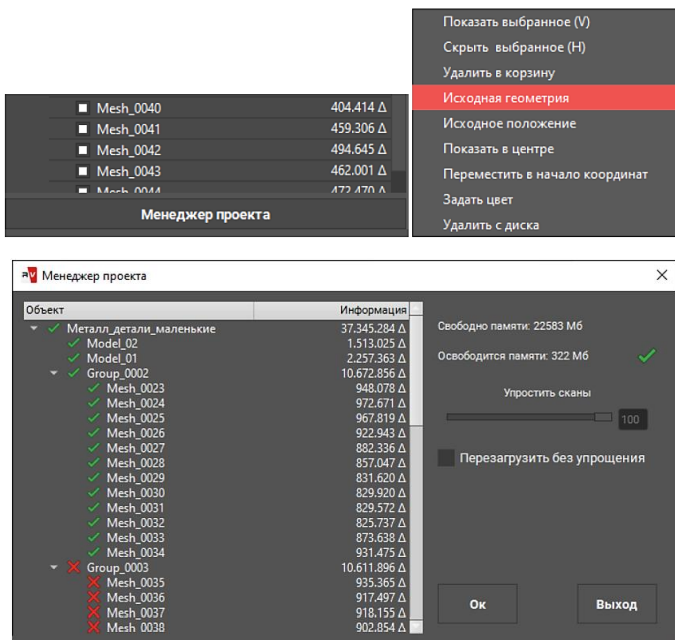 Mesh_0040 404.414 Δ
Mesh_0041 459.306 Δ
Mesh_0042 494.645 Δ
Mesh_0043 462.001 Δ
Mesh_0044 472.470 Δ
Менеджер проекта
Показать выбранное (V)
Скрыть выбранное (H)
Удалить в корзину
Исходная геометрия
Исходное положение
Показать в центре
Переместить в начало координат
Задать цвет
Удалить с диска
Менеджер проекта
Объект Информация
Металл_детали_маленькие 37.345.284 Δ
Model_02 1.513.025 Δ
Model_01 2.257.363 Δ
Group_0002 10.672.856 Δ
Mesh_0023 948.078 Δ
Mesh_0024 972.671 Δ
Mesh_0025 967.819 Δ
Mesh_0026 922.943 Δ
Mesh_0027 882.336 Δ
Mesh_0028 857.047 Δ
Mesh_0029 831.620 Δ
Mesh_0030 829.920 Δ
Mesh_0031 829.572 Δ
Mesh_0032 825.737 Δ
Mesh_0033 873.638 Δ
Mesh_0034 931.475 Δ
Group_0003 10.611.896 Δ
Mesh_0035 935.365 Δ
Mesh_0036 917.497 Δ
Mesh_0037 918.155 Δ
Mesh_0038 902.854 Δ
Свободно памяти: 22583 Мб
Освободится памяти: 322 Мб
Упростить сканы
100
Перезагрузить без упрощения
Ок Выход